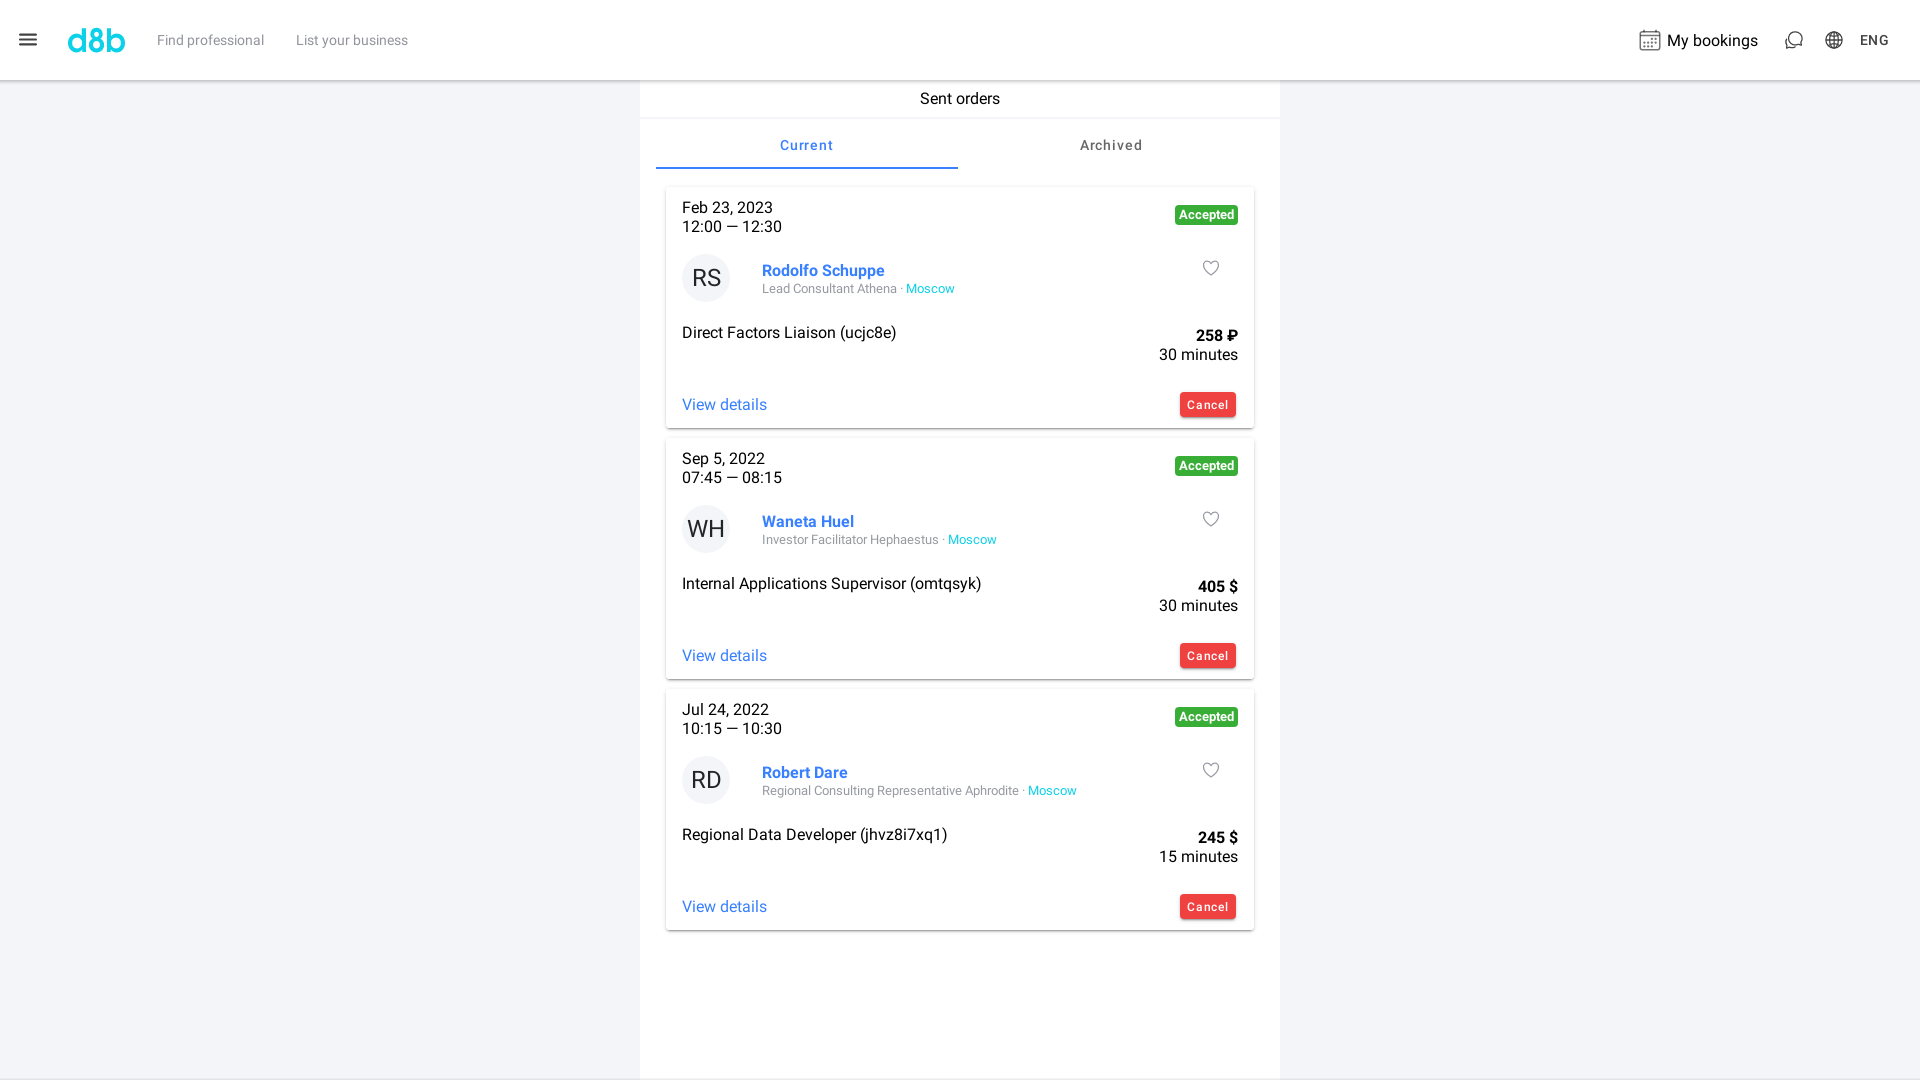 d8b
Find professional
List your business
My bookings
ENG
Sent orders
Current
Archived
Feb 23, 2023
12:00 — 12:30
Accepted
RS
Rodolfo Schuppe
Lead Consultant Athena · Moscow
Direct Factors Liaison (ucjc8e)
258 ₽
30 minutes
View details
Cancel
Sep 5, 2022
07:45 — 08:15
Accepted
WH
Waneta Huel
Investor Facilitator Hephaestus · Moscow
Internal Applications Supervisor (omtqsyk)
405 $
30 minutes
View details
Cancel
Jul 24, 2022
10:15 — 10:30
Accepted
RD
Robert Dare
Regional Consulting Representative Aphrodite · Moscow
Regional Data Developer (jhvz8i7xq1)
245 $
15 minutes
View details
Cancel